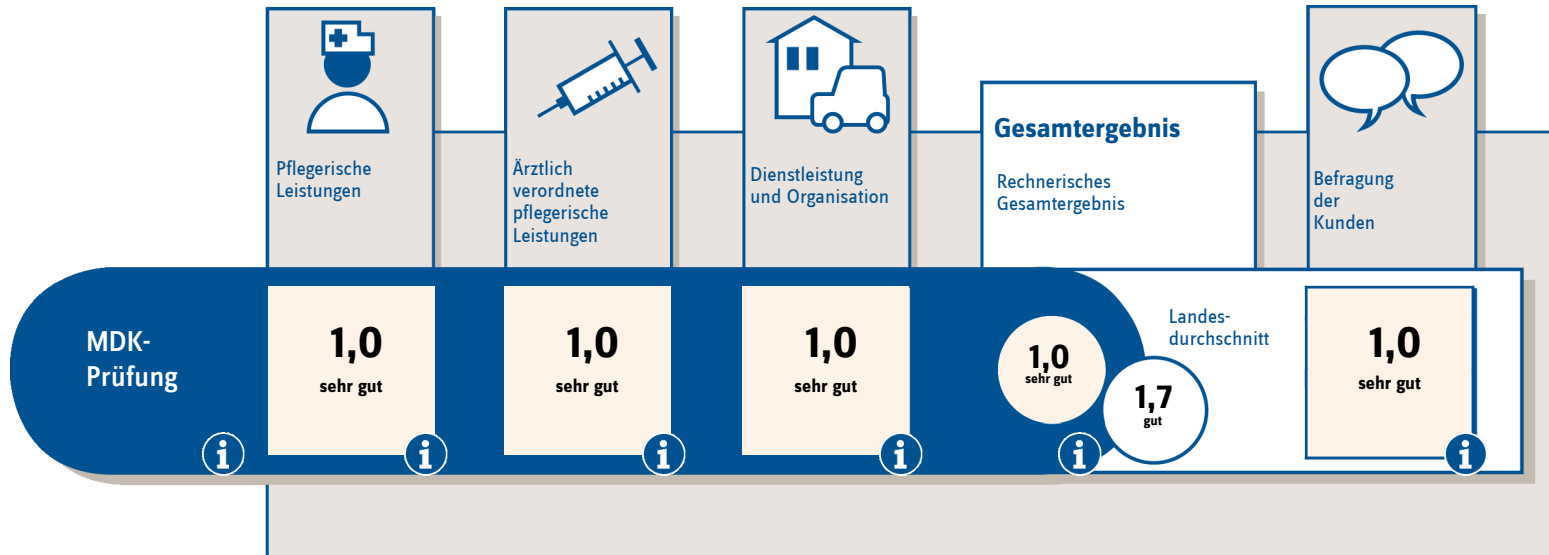 Pflegerische
Leistungen
Ärztlich
verordnete
pflegerische
Leistungen
Dienstleistung
und Organisation
Gesamtergebnis
Rechnerisches
Gesamtergebnis
Befragung
der
Kunden
MDK-
Prüfung
1,0
sehr gut
i
i
1,0
sehr gut
i
1,0
sehr gut
i
1,0
sehr gut
i
Landes-
durchschnitt
1,7
gut
1,0
sehr gut
i